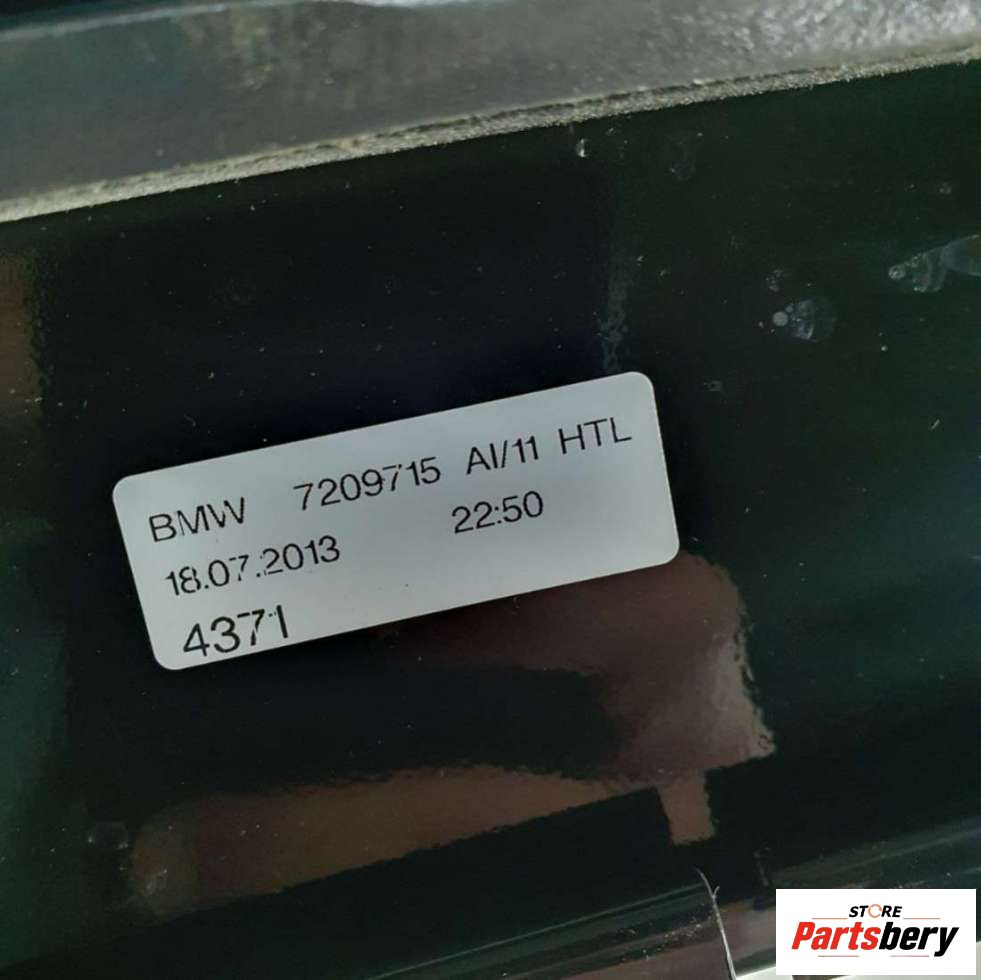 BMW 7209715 AI/11 HTL
18.07.2013 22:50
4371
STORE
Partsbery